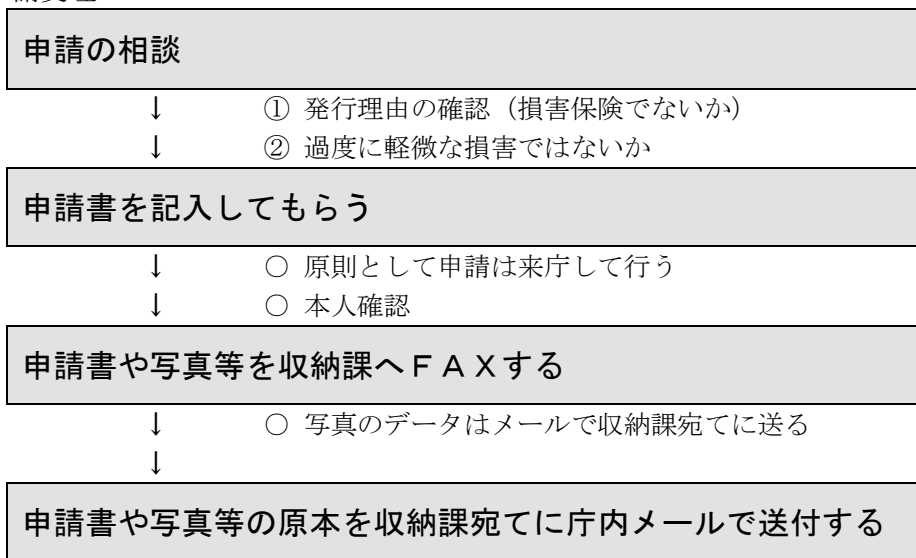 申請の相談
↓ ① 発行理由の確認（損害保険でないか）
↓ ② 過度に軽微な損害ではないか
申請書を記入してもらう
↓ ○ 原則として申請は来庁して行う
↓ ○ 本人確認
申請書や写真等を収納課へＦＡＸする
↓ ○ 写真のデータはメールで収納課宛てに送る
↓
申請書や写真等の原本を収納課宛てに庁内メールで送付する